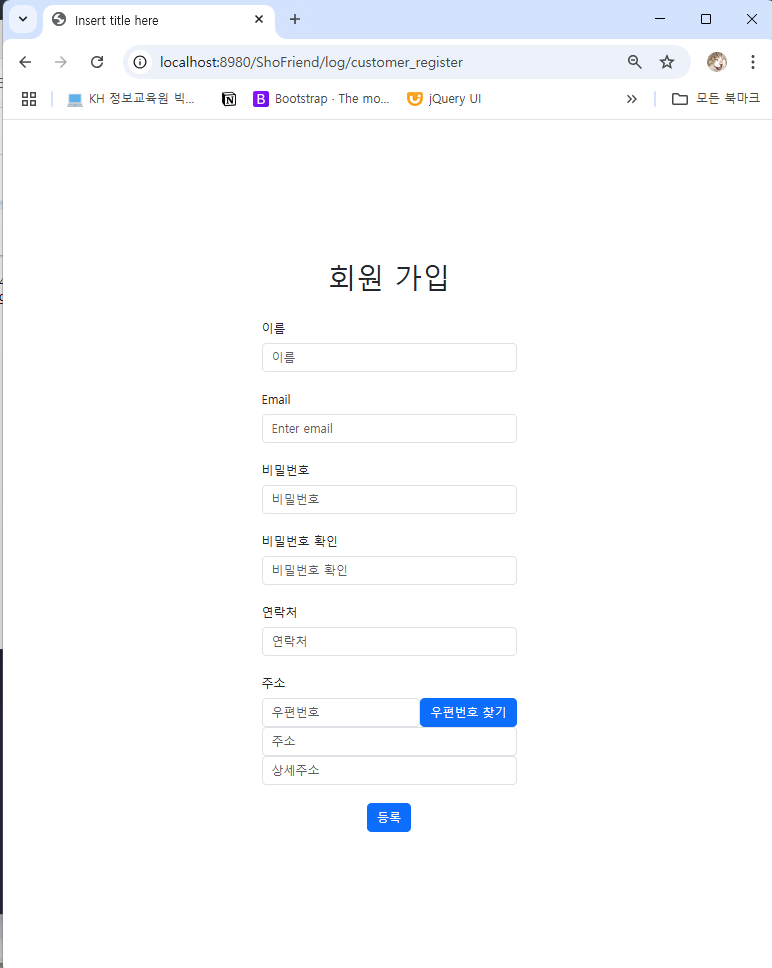 Insert title here
localhost:8980/ShoFriend/log/customer_register
KH 정보교육원 빅... Bootstrap · The mo... jQuery UI 모든 북마크
회원 가입
이름
이름
Email
Enter email
비밀번호
비밀번호
비밀번호 확인
비밀번호 확인
연락처
연락처
주소
우편번호 우편번호 찾기
주소
상세주소
등록